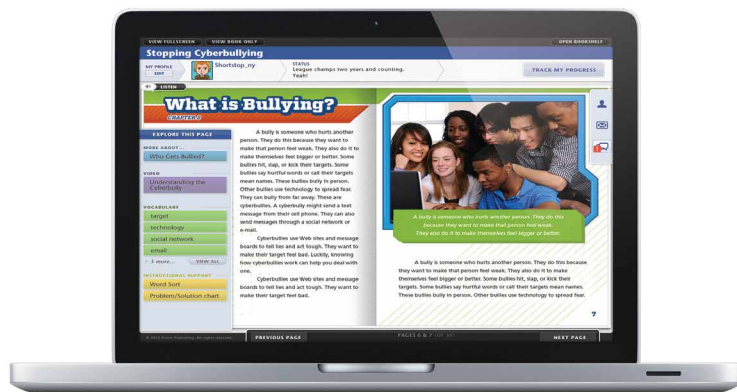 VIEW FULLSCREEN
VIEW BOOK ONLY
OPEN BOOKSHELF
Stopping Cyberbullying
MY PROFILE
EDIT
Shortstop_ny
STATUS
League champs two years and counting.
Yeah!
TRACK MY PROGRESS
LISTEN
What is Bullying?
CHAPTER 2
EXPLORE THIS PAGE
MORE ABOUT...
Who Gets Bullied?
VIDEO
Understanding the
Cyberbully
VOCABULARY
target
technology
social network
email
3 more...
VIEW ALL
INSTRUCTIONAL SUPPORT
Word Sort
Problem/Solution chart
A bully is someone who hurts another
person. They do this because they want to
make that person feel weak. They also do it to
make themselves feel bigger or better. Some
bullies hit, slap, or kick their targets. Some
bullies say hurtful words or call their targets
mean names. These bullies bully in person.
Other bullies use technology to spread fear.
They can bully from far away. These are
cyberbullies. A cyberbully might send a text
message from their cell phone. They can also
send messages through a social network or
e-mail.
Cyberbullies use Web sites and message
boards to tell lies and act tough. They want to
make their target feel bad. Luckily, knowing
how cyberbullies work can help you deal with
one.
Cyberbullies use Web sites and message
boards to tell lies and act tough. They want to
make their target feel bad.
A bully is someone who hurts another person. They do this
because they want to make that person feel weak.
They also do it to make themselves feel bigger or better.
A bully is someone who hurts another person. They do this because
they want to make that person feel weak. They also do it to make
themselves feel bigger or better. Some bullies hit, slap, or kick their
targets. Some bullies say hurtful words or call their targets mean names.
These bullies bully in person. Other bullies use technology to spread fear.
7
PREVIOUS PAGE
PAGES 6 & 7
NEXT PAGE